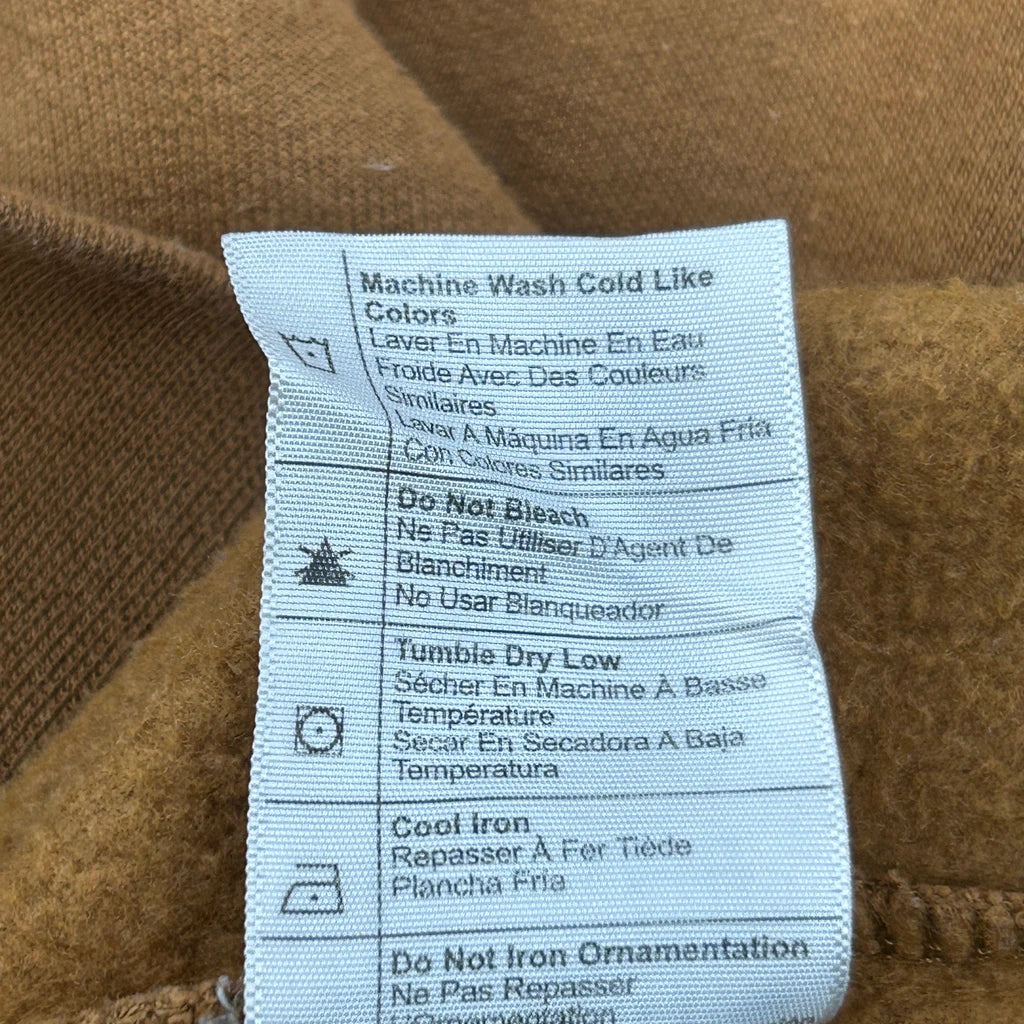 Machine Wash Cold Like
Colors
Laver En Machine En Eau
Froide Avec Des Couleurs
Similaires
Lavar A Máquina En Agua Fría
Con Colores Similares
Do Not Bleach
Ne Pas Utiliser D'Agent De
Blanchiment
No Usar Blanqueador
Tumble Dry Low
Sécher En Machine À Basse
Température
Secar En Secadora A Baja
Temperatura
Cool Iron
Repasser À Fer Tiède
Plancha Fria
Do Not Iron Ornamentation
Ne Pas Repasser
L'Ornementation